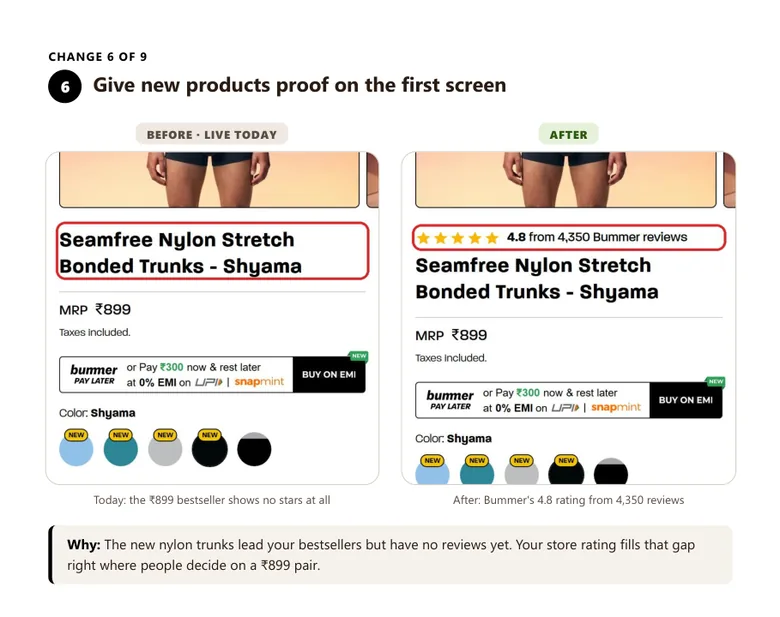 CHANGE 6 OF 9
6 Give new products proof on the first screen
BEFORE · LIVE TODAY
Seamfree Nylon Stretch
Bonded Trunks - Shyama
MRP ₹899
Taxes included.
bummer
PAY LATER
or Pay ₹300 now & rest later
at 0% EMI on UPI | snapmint
BUY ON EMI
NEW
Color: Shyama
NEW NEW NEW NEW
Today: the ₹899 bestseller shows no stars at all
AFTER
4.8 from 4,350 Bummer reviews
Seamfree Nylon Stretch
Bonded Trunks - Shyama
MRP ₹899
Taxes included.
bummer
PAY LATER
or Pay ₹300 now & rest later
at 0% EMI on UPI | snapmint
BUY ON EMI
NEW
Color: Shyama
NEW NEW NEW NEW
After: Bummer's 4.8 rating from 4,350 reviews
Why: The new nylon trunks lead your bestsellers but have no reviews yet. Your store rating fills that gap
right where people decide on a ₹899 pair.